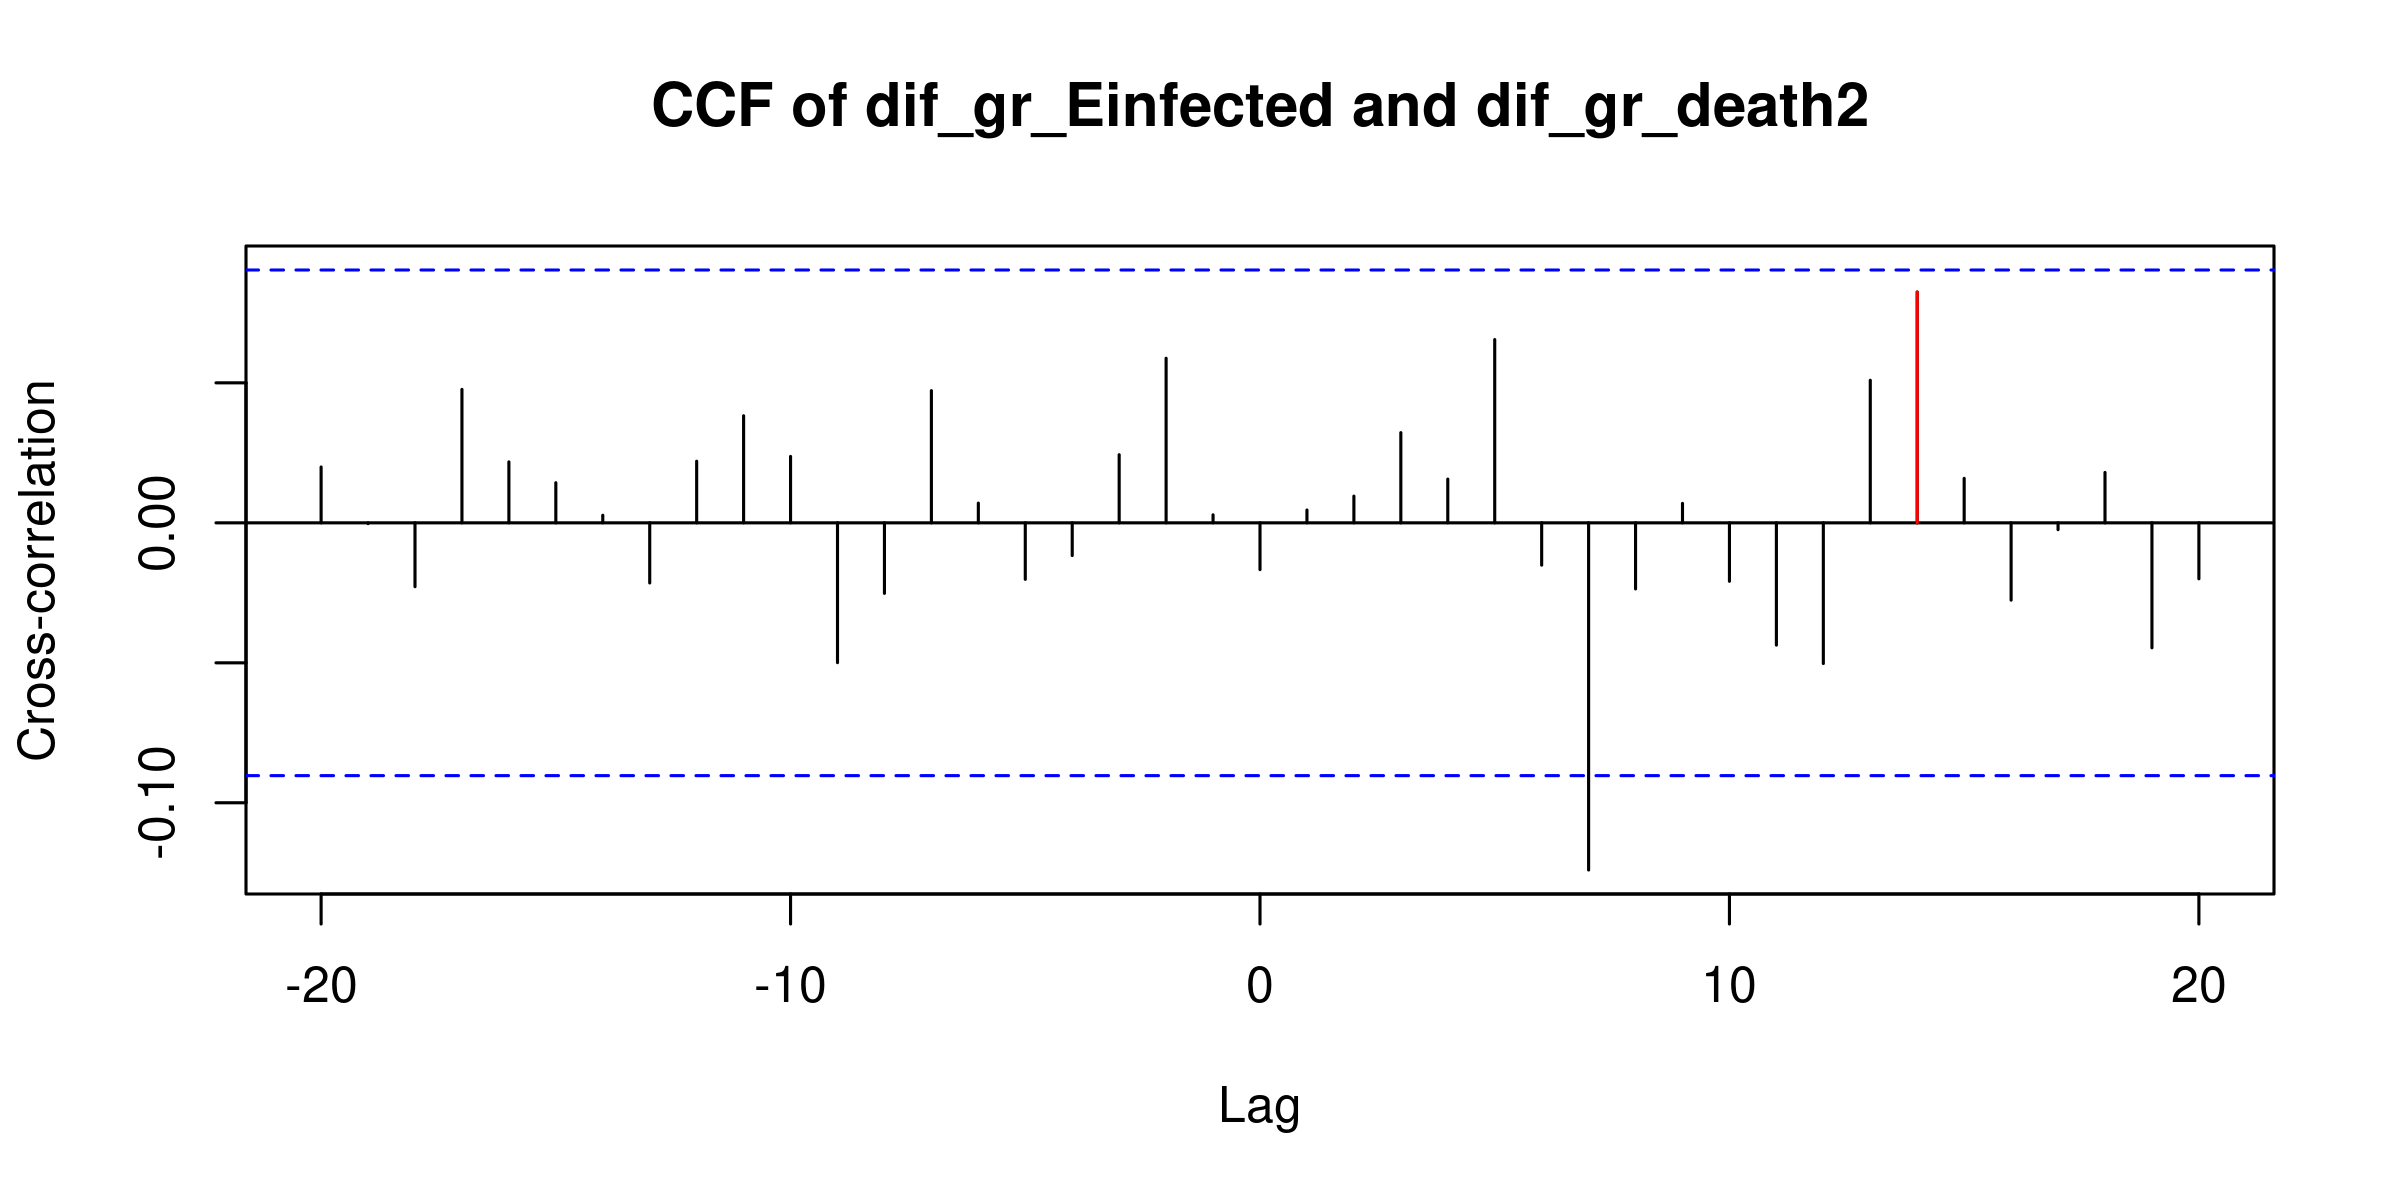 CCF of dif_gr_Einfected and dif_gr_death2
Cross-correlation
0.00
-0.10
-20 -10 0 10 20
Lag